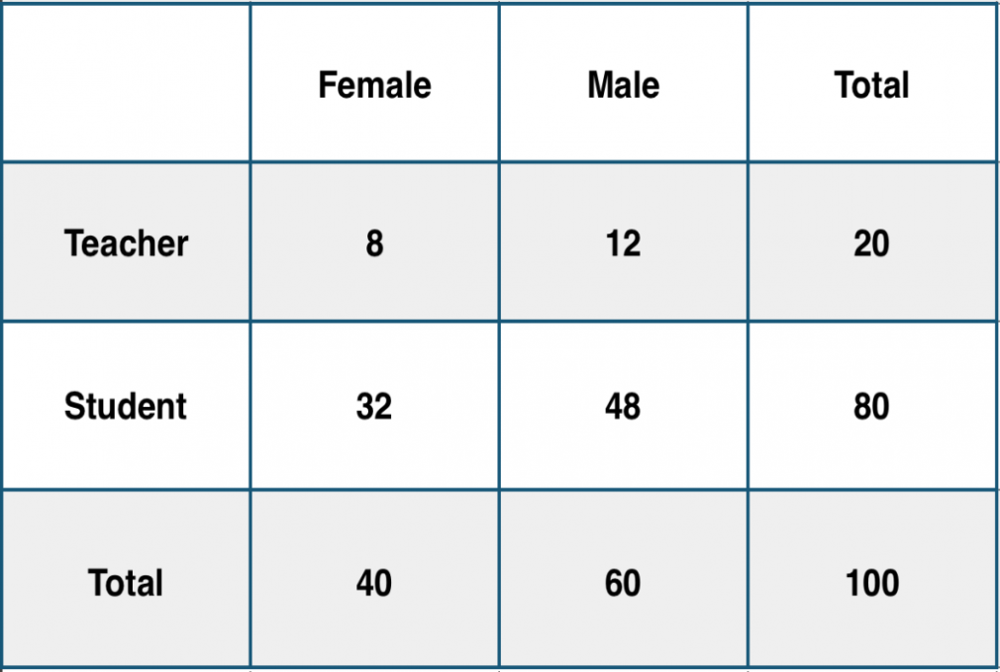 Female Male Total
Teacher 8 12 20
Student 32 48 80
Total 40 60 100